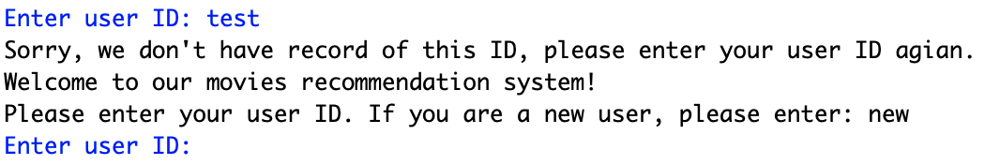 Enter user ID: test
Sorry, we don't have record of this ID, please enter your user ID agian.
Welcome to our movies recommendation system!
Please enter your user ID. If you are a new user, please enter: new
Enter user ID: